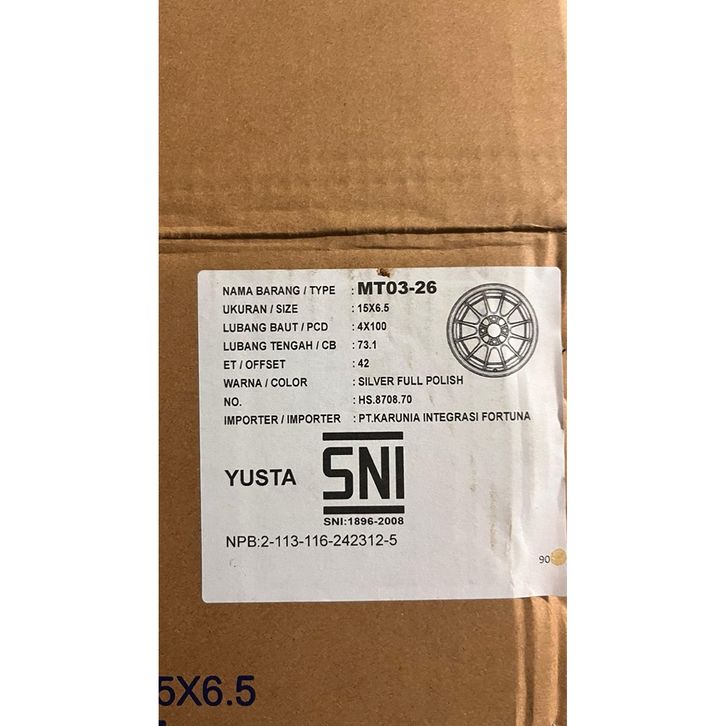 NAMA BARANG / TYPE : MT03-26
UKURAN / SIZE : 15X6.5
LUBANG BAUT / PCD : 4X100
LUBANG TENGAH / CB : 73.1
ET / OFFSET : 42
WARNA / COLOR : SILVER FULL POLISH
NO. : HS.8708.70
IMPORTER / IMPORTER : PT.KARUNIA INTEGRASI FORTUNA
YUSTA
SNI
SNI:1896-2008
NPB:2-113-116-242312-5
90
5X6.5